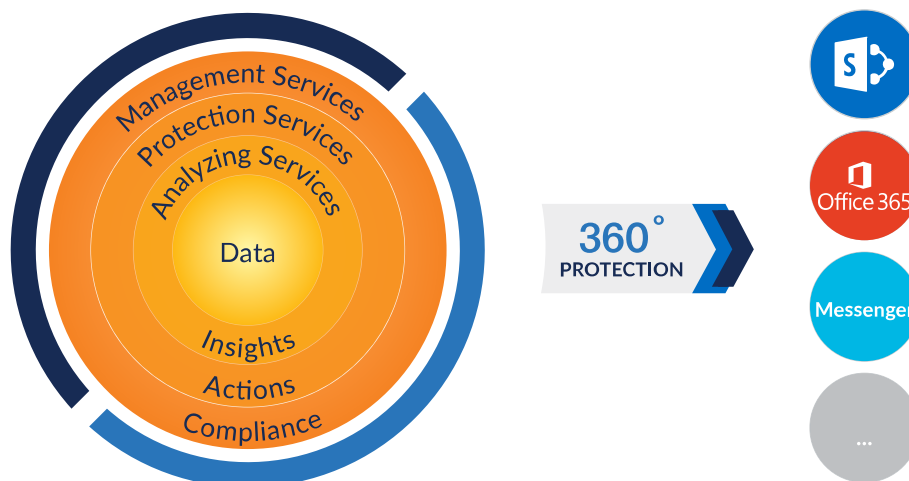 Management Services
Protection Services
Analyzing Services
Data
Insights
Actions
Compliance
360°
PROTECTION
S
Office 365
Messenger
...